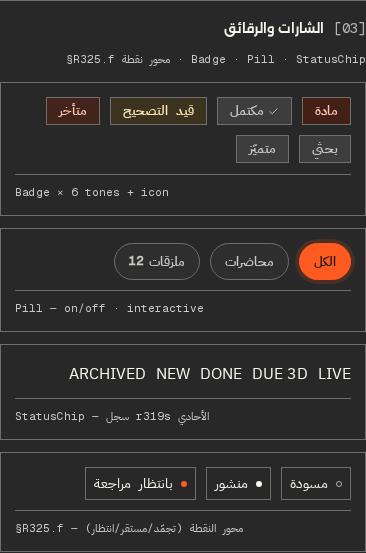 [03] الشارات والرقائق
Badge · Pill · StatusChip · محور نقطة §R325.f
مادة ✓ مكتمل قيد التصحيح متأخر
بحثي متميّز
Badge × 6 tones + icon
الكل محاضرات ملزقات 12
Pill — on/off · interactive
ARCHIVED NEW DONE DUE 3D LIVE
StatusChip — سجل r319s الأحادي
مسودة منشور بانتظار مراجعة
§R325.f — محور النقطة (تجمّد/مستقر/انتظار)